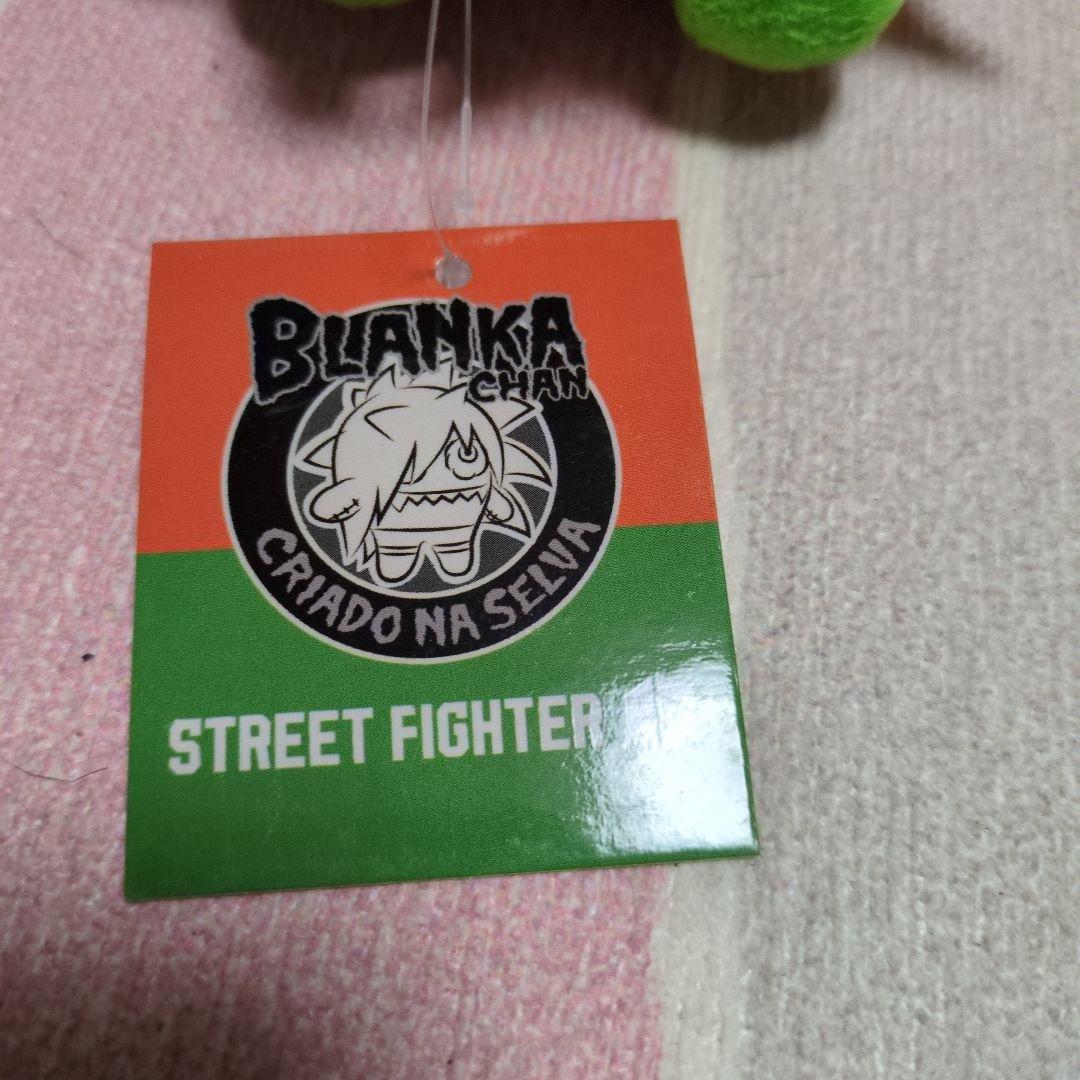 BLANKA
CHAN
CRIADO NA SELVA
STREET FIGHTER